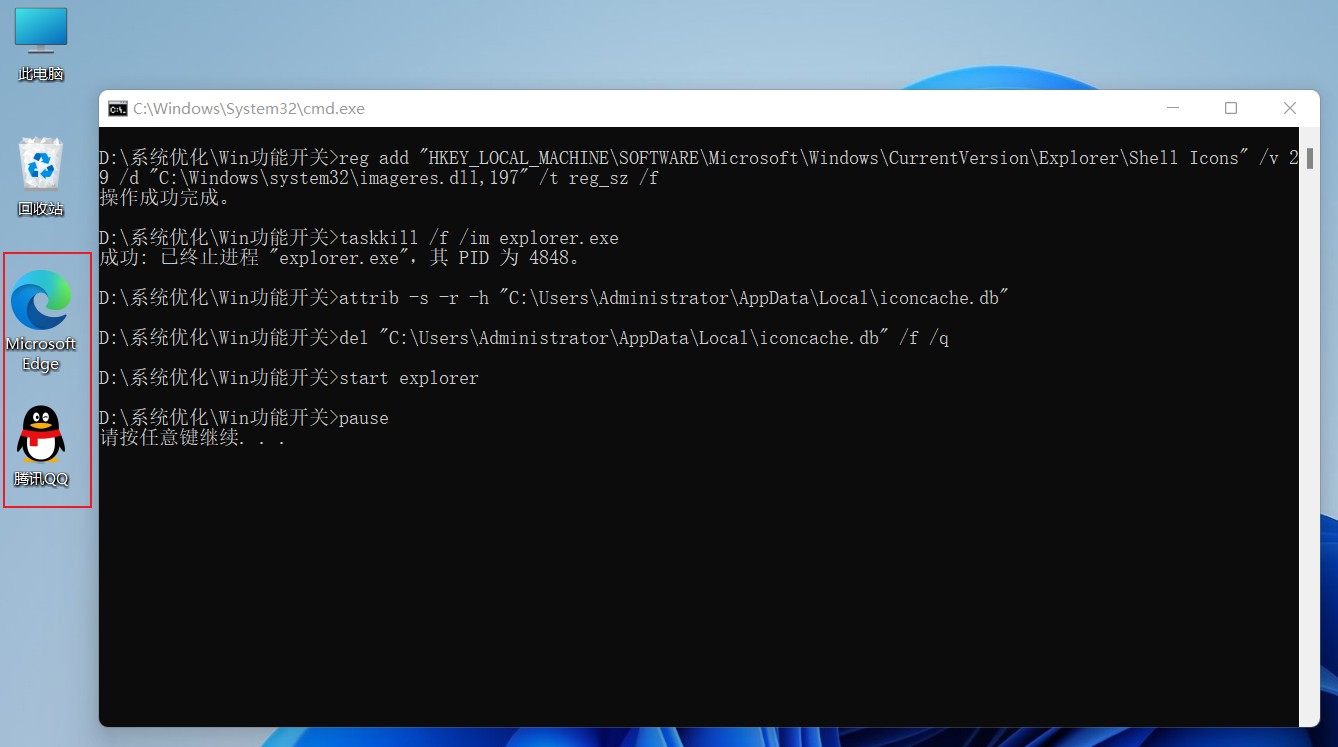 此电脑
回收站
Microsoft
Edge
腾讯QQ
C:\Windows\System32\cmd.exe
D:\系统优化\Win功能开关>reg add "HKEY_LOCAL_MACHINE\SOFTWARE\Microsoft\Windows\CurrentVersion\Explorer\Shell Icons" /v 2
9 /d "C:\Windows\system32\imageres.dll,197" /t reg_sz /f
操作成功完成。
D:\系统优化\Win功能开关>taskkill /f /im explorer.exe
成功: 已终止进程 "explorer.exe"，其 PID 为 4848。
D:\系统优化\Win功能开关>attrib -s -r -h "C:\Users\Administrator\AppData\Local\iconcache.db"
D:\系统优化\Win功能开关>del "C:\Users\Administrator\AppData\Local\iconcache.db" /f /q
D:\系统优化\Win功能开关>start explorer
D:\系统优化\Win功能开关>pause
请按任意键继续. . .